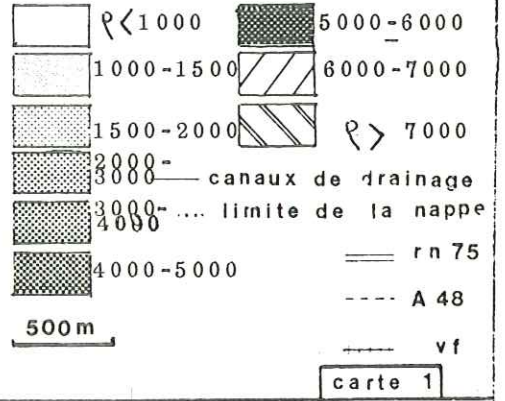 ρ<1000
1000-1500
1500-2000
2000-
3000
3000-
4000
4000-5000
5000-6000
6000-7000
ρ> 7000
canaux de drainage
limite de la nappe
rn 75
A 48
vf
500m
carte 1